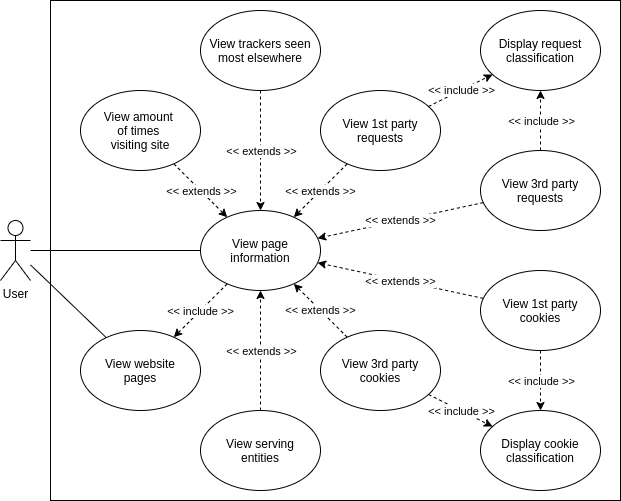 View trackers seen
most elsewhere
Display request
classification
<< include >>
View amount
of times
visiting site
View 1st party
requests
<< include >>
<< extends >>
<< extends >>
<< extends >>
View 3rd party
requests
<< extends >>
View page
information
User
<< extends >>
View 1st party
cookies
<< include >>
<< extends >>
<< extends >>
View website
pages
View 3rd party
cookies
<< include >>
<< include >>
View serving
entities
Display cookie
classification